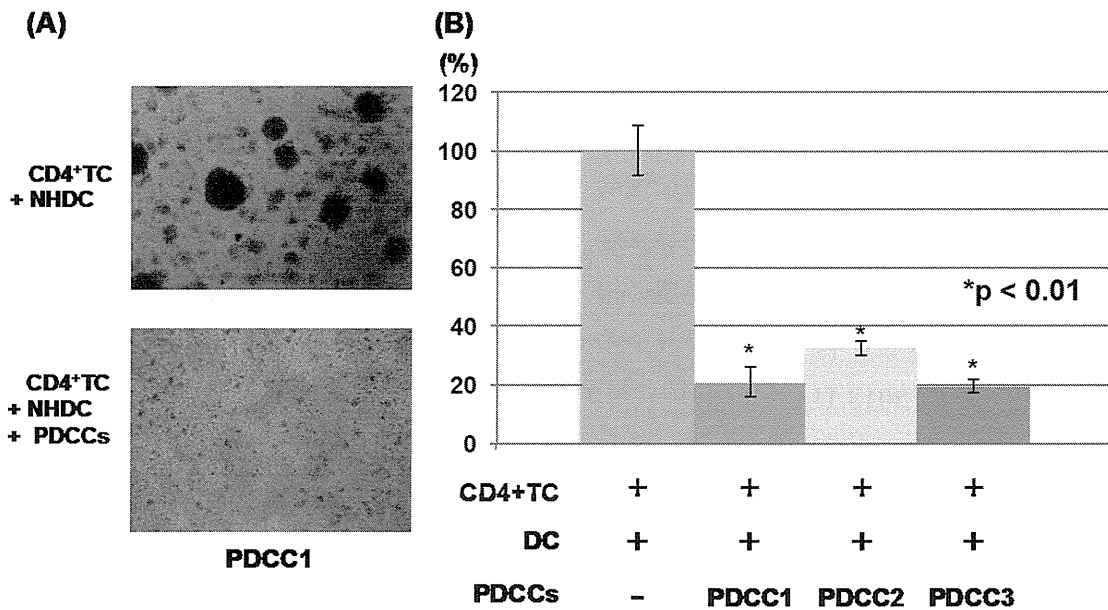 (A)
CD4⁺TC
+ NHDC
CD4⁺TC
+ NHDC
+ PDCCs
PDCC1
(B)
(%)
120
100
80
60
40
20
0
*p < 0.01
*
*
*
CD4+TC + + + +
DC + + + +
PDCCs – PDCC1 PDCC2 PDCC3